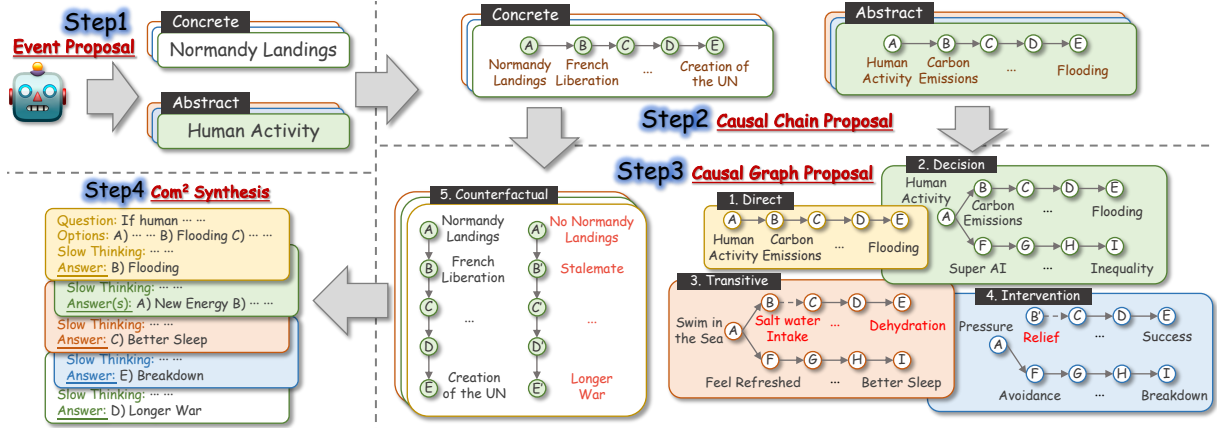 Step1
Event Proposal
Concrete
Normandy Landings
Abstract
Human Activity
Concrete
A B C D E
Normandy Landings
French Liberation
...
Creation of the UN
Abstract
A B C D E
Human Activity
Carbon Emissions
...
Flooding
Step2 Causal Chain Proposal
Step3 Causal Graph Proposal
1. Direct
A B C D E
Human Activity
Carbon Emissions
...
Flooding
2. Decision
Human Activity
A
B C D E
Carbon Emissions
...
Flooding
F G H I
Super AI
...
Inequality
3. Transitive
Swim in the Sea
A
B C D E
Salt water Intake
...
Dehydration
F G H I
Feel Refreshed
...
Better Sleep
4. Intervention
Pressure
A
B' C D E
Relief
...
Success
F G H I
Avoidance
...
Breakdown
5. Counterfactual
A
Normandy Landings
A'
No Normandy Landings
B
French Liberation
B'
Stalemate
C
...
C'
...
D
D'
E
Creation of the UN
E'
Longer War
Step4 Com² Synthesis
Question: If human ... ...
Options: A) ... ... B) Flooding C) ... ...
Slow Thinking: ... ...
Answer: B) Flooding
Slow Thinking: ... ...
Answer(s): A) New Energy B) ... ...
Slow Thinking: ... ...
Answer: C) Better Sleep
Slow Thinking: ... ...
Answer: E) Breakdown
Slow Thinking: ... ...
Answer: D) Longer War